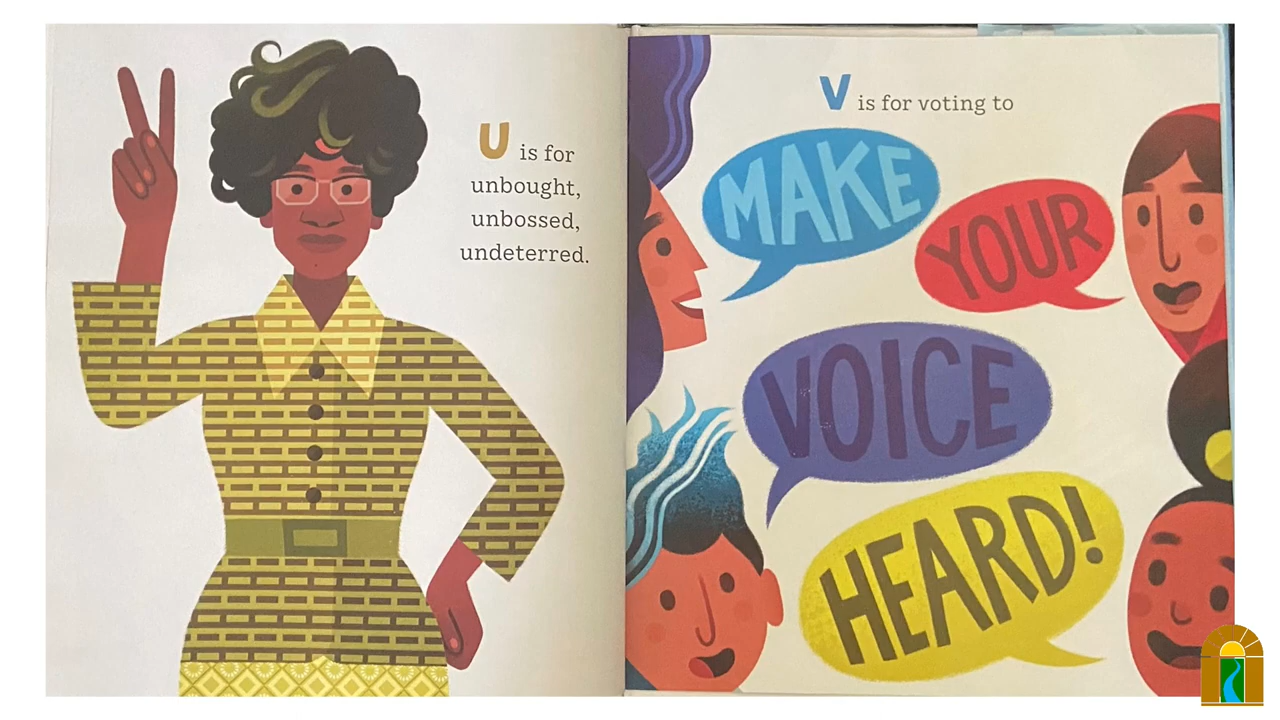 U is for
unbought,
unbossed,
undeterred.
V is for voting to
MAKE
YOUR
VOICE
HEARD!